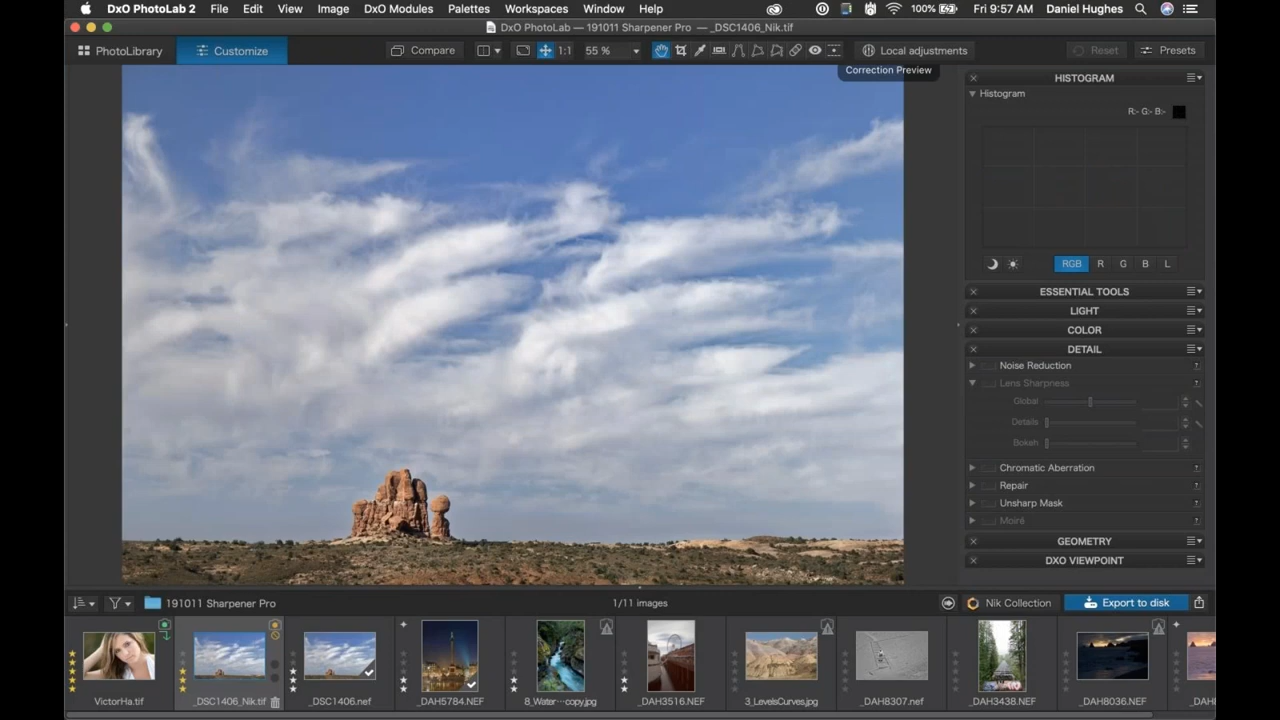 DxO PhotoLab 2 File Edit View Image DxO Modules Palettes Workspaces Window Help 100% Fri 9:57 AM Daniel Hughes
DxO PhotoLab — 191011 Sharpener Pro — _DSC1406_Nik.tif
PhotoLibrary Customize Compare 1:1 55 % Local adjustments Reset Presets
Correction Preview
HISTOGRAM
Histogram
R:- G:- B:-
RGB R G B L
ESSENTIAL TOOLS
LIGHT
COLOR
DETAIL
Noise Reduction ?
Lens Sharpness ?
Global
Details
Bokeh
Chromatic Aberration ?
Repair ?
Unsharp Mask ?
Moiré ?
GEOMETRY
DXO VIEWPOINT
191011 Sharpener Pro 1/11 images Nik Collection Export to disk
VictorHa.tif _DSC1406_Nik.tif _DSC1406.nef _DAH5784.NEF 8_Water···copy.jpg _DAH3516.NEF 3_LevelsCurves.jpg _DAH8307.nef _DAH3438.NEF _DAH8036.NEF